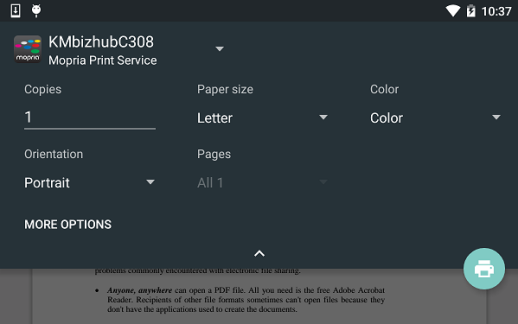 10:37
KMbizhubC308
mopria Mopria Print Service
Copies Paper size Color
1 Letter Color
Orientation Pages
Portrait All 1
MORE OPTIONS
problems commonly encountered with electronic file sharing.
• Anyone, anywhere can open a PDF file. All you need is the free Adobe Acrobat
Reader. Recipients of other file formats sometimes can't open files because they
don't have the applications used to create the documents.